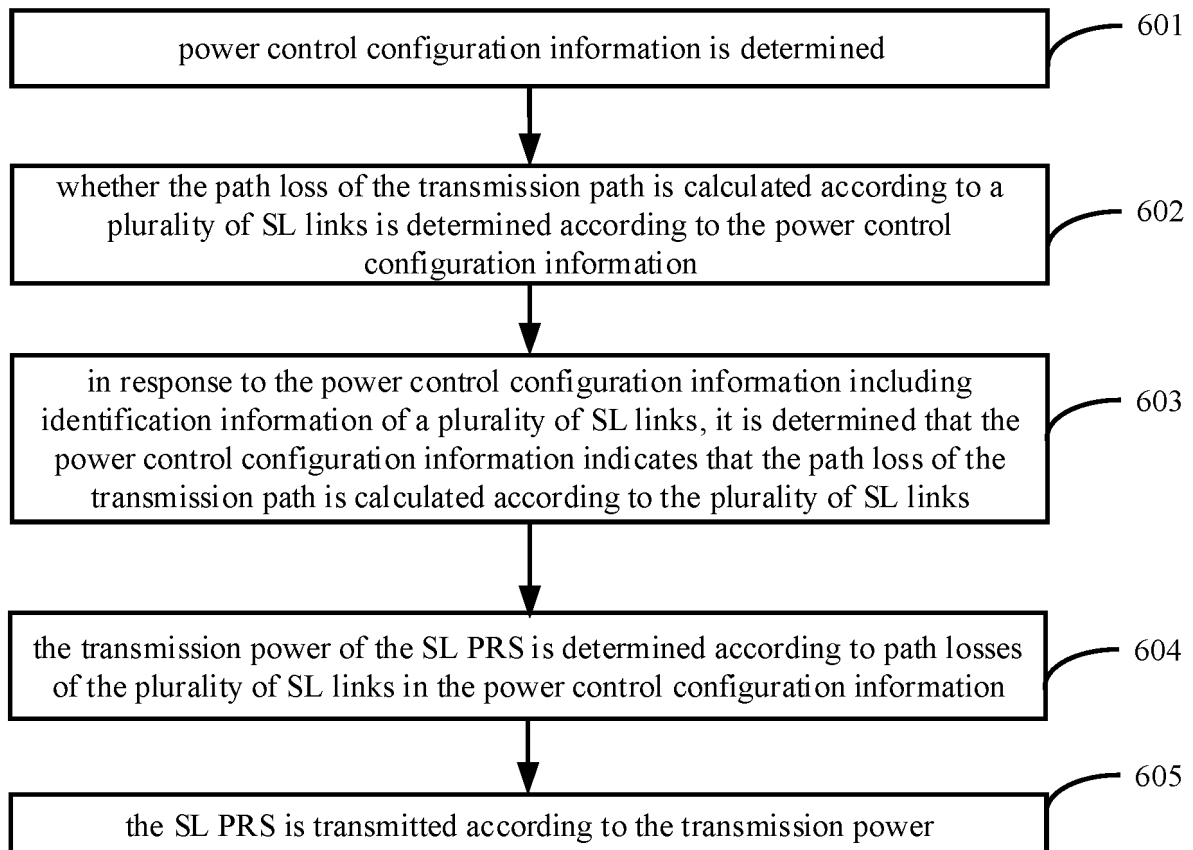 power control configuration information is determined
601
whether the path loss of the transmission path is calculated according to a
plurality of SL links is determined according to the power control
configuration information
602
in response to the power control configuration information including
identification information of a plurality of SL links, it is determined that the
power control configuration information indicates that the path loss of the
transmission path is calculated according to the plurality of SL links
603
the transmission power of the SL PRS is determined according to path losses
of the plurality of SL links in the power control configuration information
604
the SL PRS is transmitted according to the transmission power
605